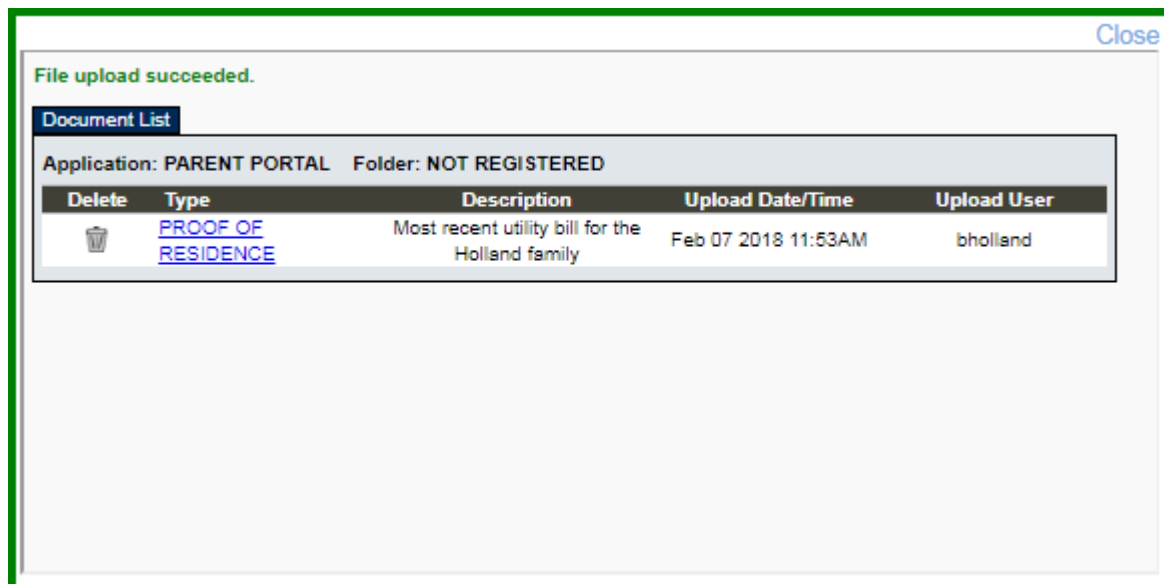 Close
File upload succeeded.
Document List
Application: PARENT PORTAL Folder: NOT REGISTERED
Delete Type Description Upload Date/Time Upload User
PROOF OF RESIDENCE Most recent utility bill for the Holland family Feb 07 2018 11:53AM bholland